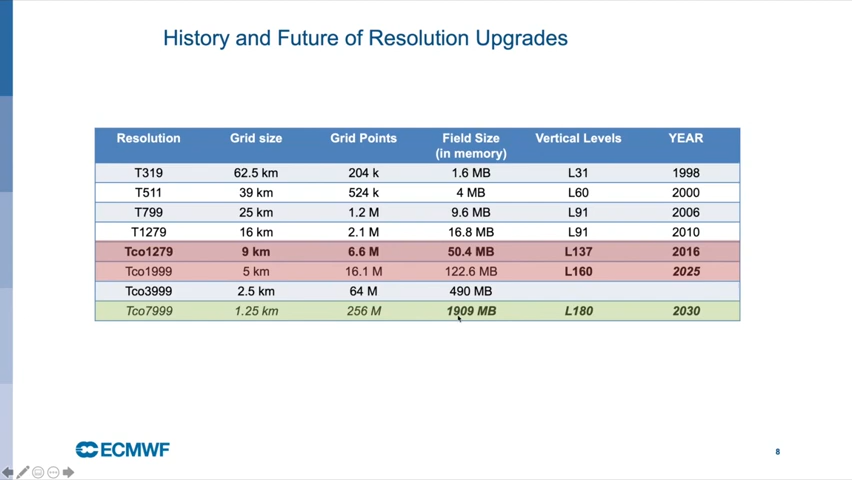 History and Future of Resolution Upgrades
Resolution Grid size Grid Points Field Size (in memory) Vertical Levels YEAR
T319 62.5 km 204 k 1.6 MB L31 1998
T511 39 km 524 k 4 MB L60 2000
T799 25 km 1.2 M 9.6 MB L91 2006
T1279 16 km 2.1 M 16.8 MB L91 2010
Tco1279 9 km 6.6 M 50.4 MB L137 2016
Tco1999 5 km 16.1 M 122.6 MB L160 2025
Tco3999 2.5 km 64 M 490 MB
Tco7999 1.25 km 256 M 1909 MB L180 2030
ECMWF
8